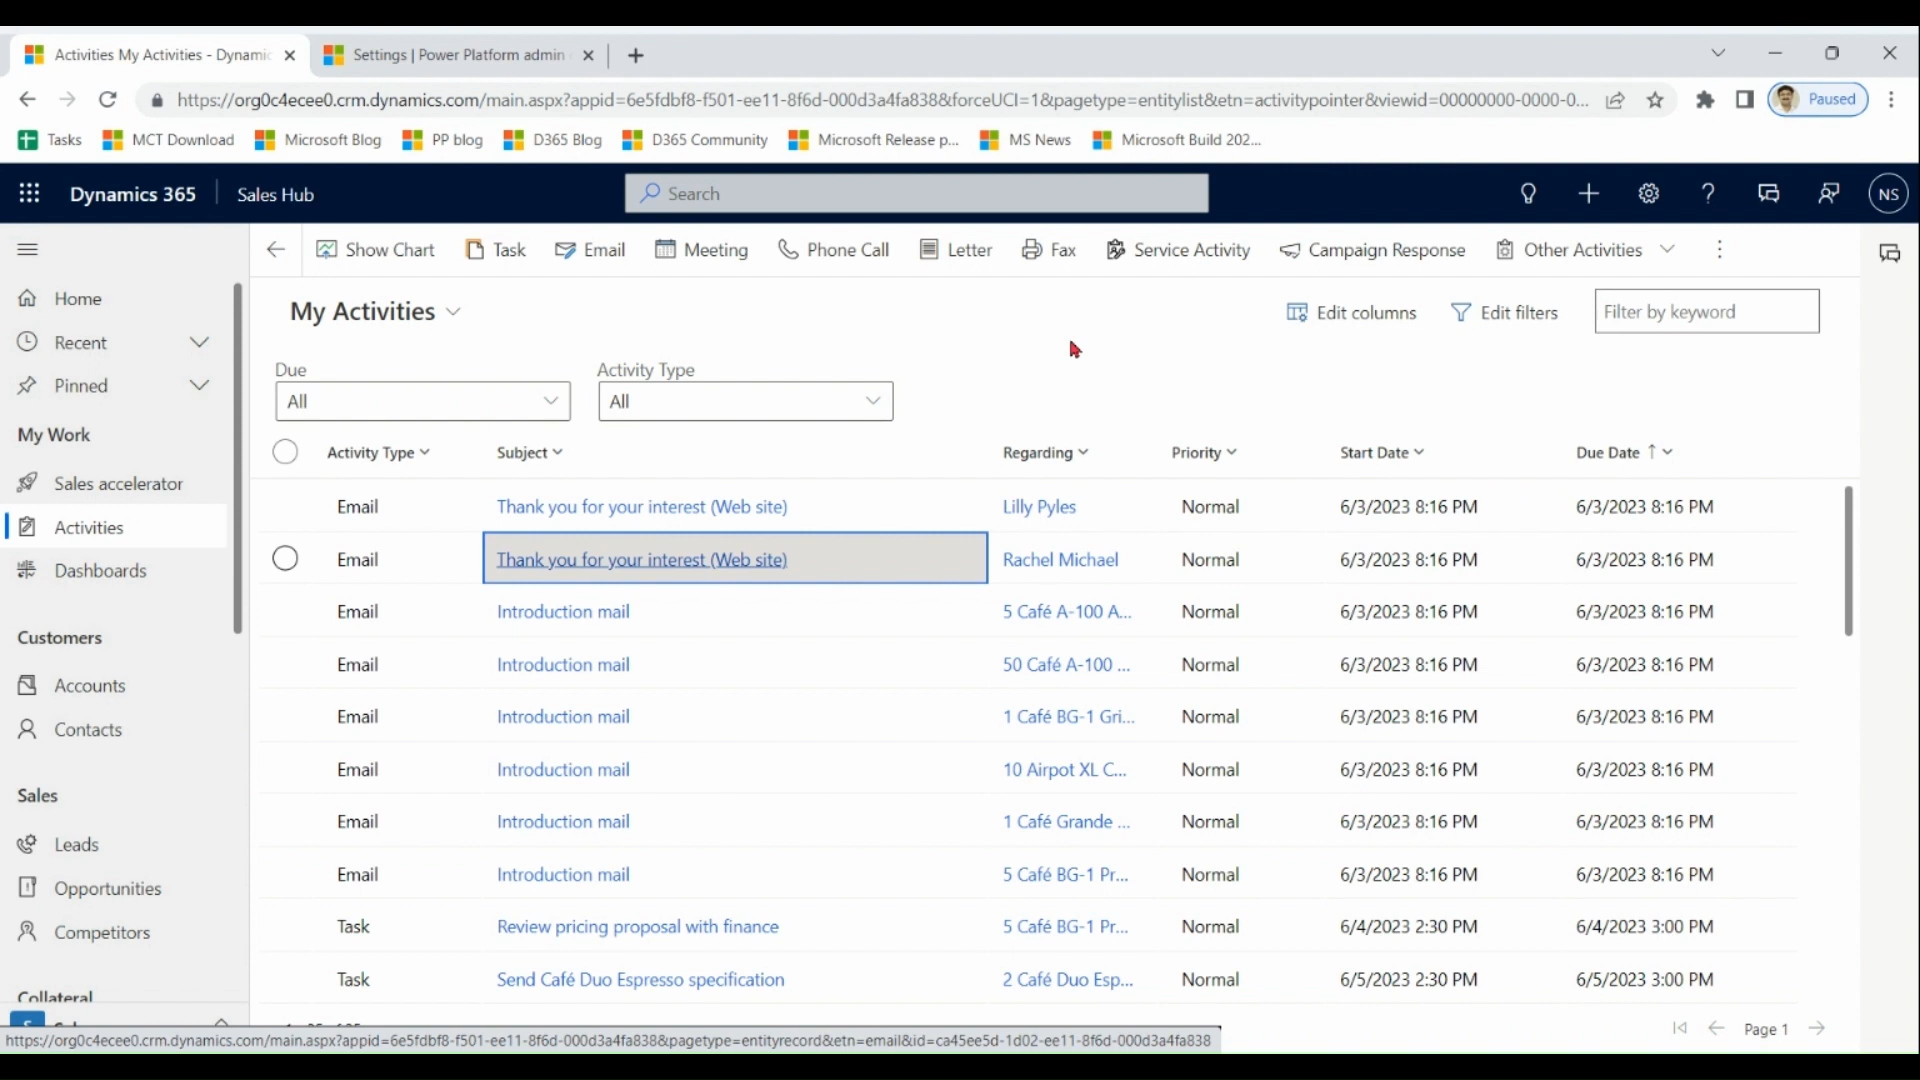 Activities My Activities - Dynamic
Settings | Power Platform admin
https://org0c4ecee0.crm.dynamics.com/main.aspx?appid=6e5fdbf8-f501-ee11-8f6d-000d3a4fa838&forceUCI=1&pagetype=entitylist&etn=activitypointer&viewid=00000000-0000-0...
Paused
Tasks MCT Download Microsoft Blog PP blog D365 Blog D365 Community Microsoft Release p... MS News Microsoft Build 202...
Dynamics 365 Sales Hub Search NS
Show Chart Task Email Meeting Phone Call Letter Fax Service Activity Campaign Response Other Activities
Home
Recent
Pinned
My Work
Sales accelerator
Activities
Dashboards
Customers
Accounts
Contacts
Sales
Leads
Opportunities
Competitors
Collateral
My Activities Edit columns Edit filters Filter by keyword
Due Activity Type
All All
Activity Type Subject Regarding Priority Start Date Due Date
Email Thank you for your interest (Web site) Lilly Pyles Normal 6/3/2023 8:16 PM 6/3/2023 8:16 PM
Email Thank you for your interest (Web site) Rachel Michael Normal 6/3/2023 8:16 PM 6/3/2023 8:16 PM
Email Introduction mail 5 Café A-100 A... Normal 6/3/2023 8:16 PM 6/3/2023 8:16 PM
Email Introduction mail 50 Café A-100 ... Normal 6/3/2023 8:16 PM 6/3/2023 8:16 PM
Email Introduction mail 1 Café BG-1 Gri... Normal 6/3/2023 8:16 PM 6/3/2023 8:16 PM
Email Introduction mail 10 Airpot XL C... Normal 6/3/2023 8:16 PM 6/3/2023 8:16 PM
Email Introduction mail 1 Café Grande ... Normal 6/3/2023 8:16 PM 6/3/2023 8:16 PM
Email Introduction mail 5 Café BG-1 Pr... Normal 6/3/2023 8:16 PM 6/3/2023 8:16 PM
Task Review pricing proposal with finance 5 Café BG-1 Pr... Normal 6/4/2023 2:30 PM 6/4/2023 3:00 PM
Task Send Café Duo Espresso specification 2 Café Duo Esp... Normal 6/5/2023 2:30 PM 6/5/2023 3:00 PM
Page 1
https://org0c4ecee0.crm.dynamics.com/main.aspx?appid=6e5fdbf8-f501-ee11-8f6d-000d3a4fa838&pagetype=entityrecord&etn=email&id=ca45ee5d-1d02-ee11-8f6d-000d3a4fa838